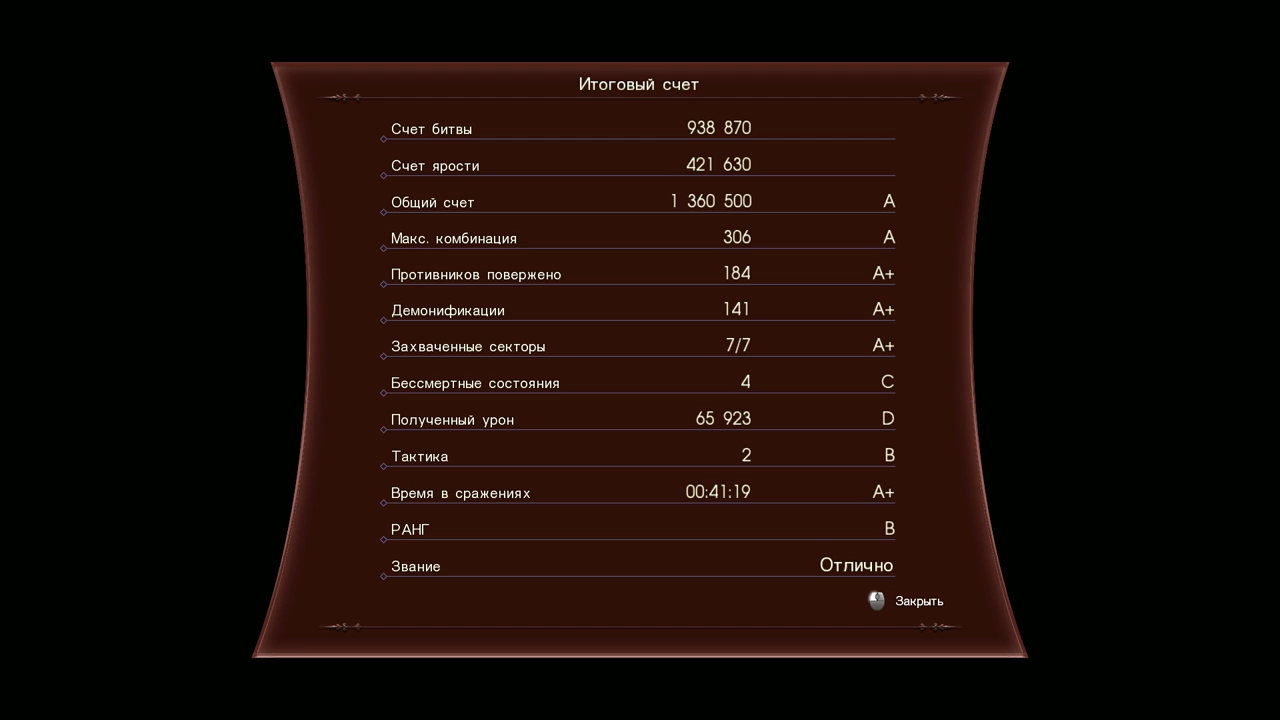 Итоговый счет
Счет битвы 938 870
Счет ярости 421 630
Общий счет 1 360 500 A
Макс. комбинация 306 A
Противников повержено 184 A+
Демонификации 141 A+
Захваченные секторы 7/7 A+
Бессмертные состояния 4 C
Полученный урон 65 923 D
Тактика 2 B
Время в сражениях 00:41:19 A+
РАНГ B
Звание Отлично
Закрыть